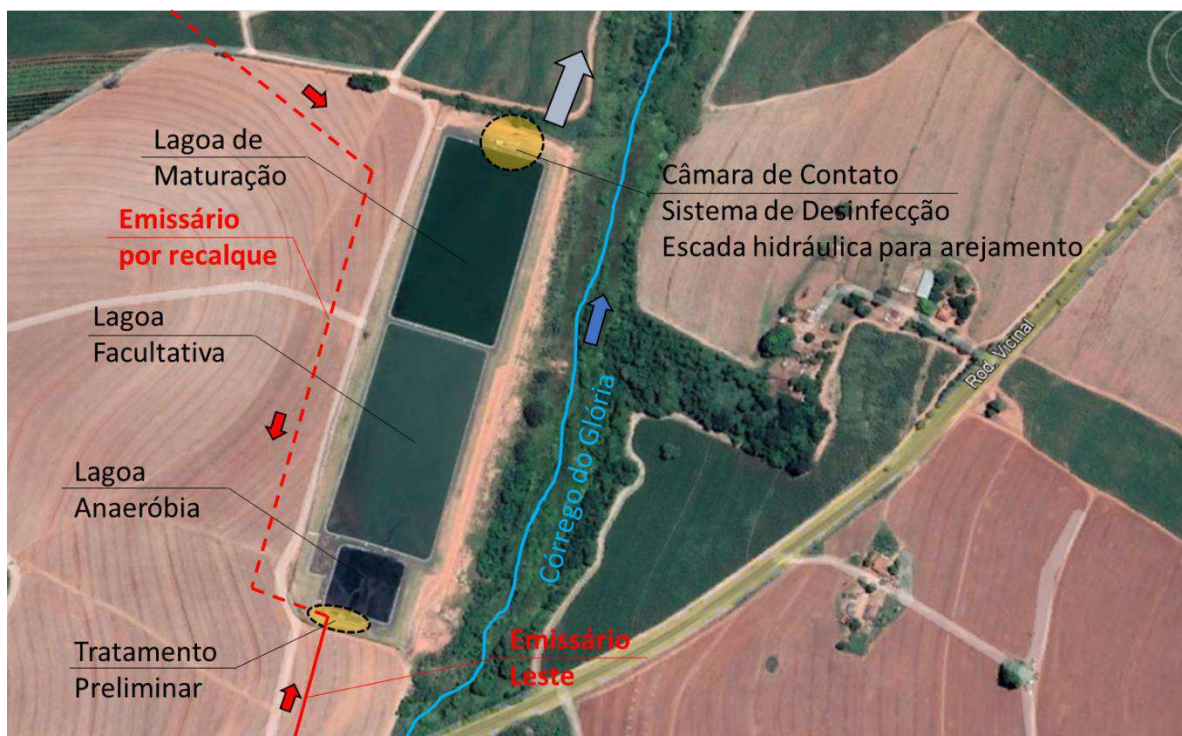 Lagoa de
Maturação
Emissário
por recalque
Lagoa
Facultativa
Lagoa
Anaeróbia
Tratamento
Preliminar
Emissário
Leste
Córrego do Glória
Câmara de Contato
Sistema de Desinfecção
Escada hidráulica para arejamento
Rod. Vicinal